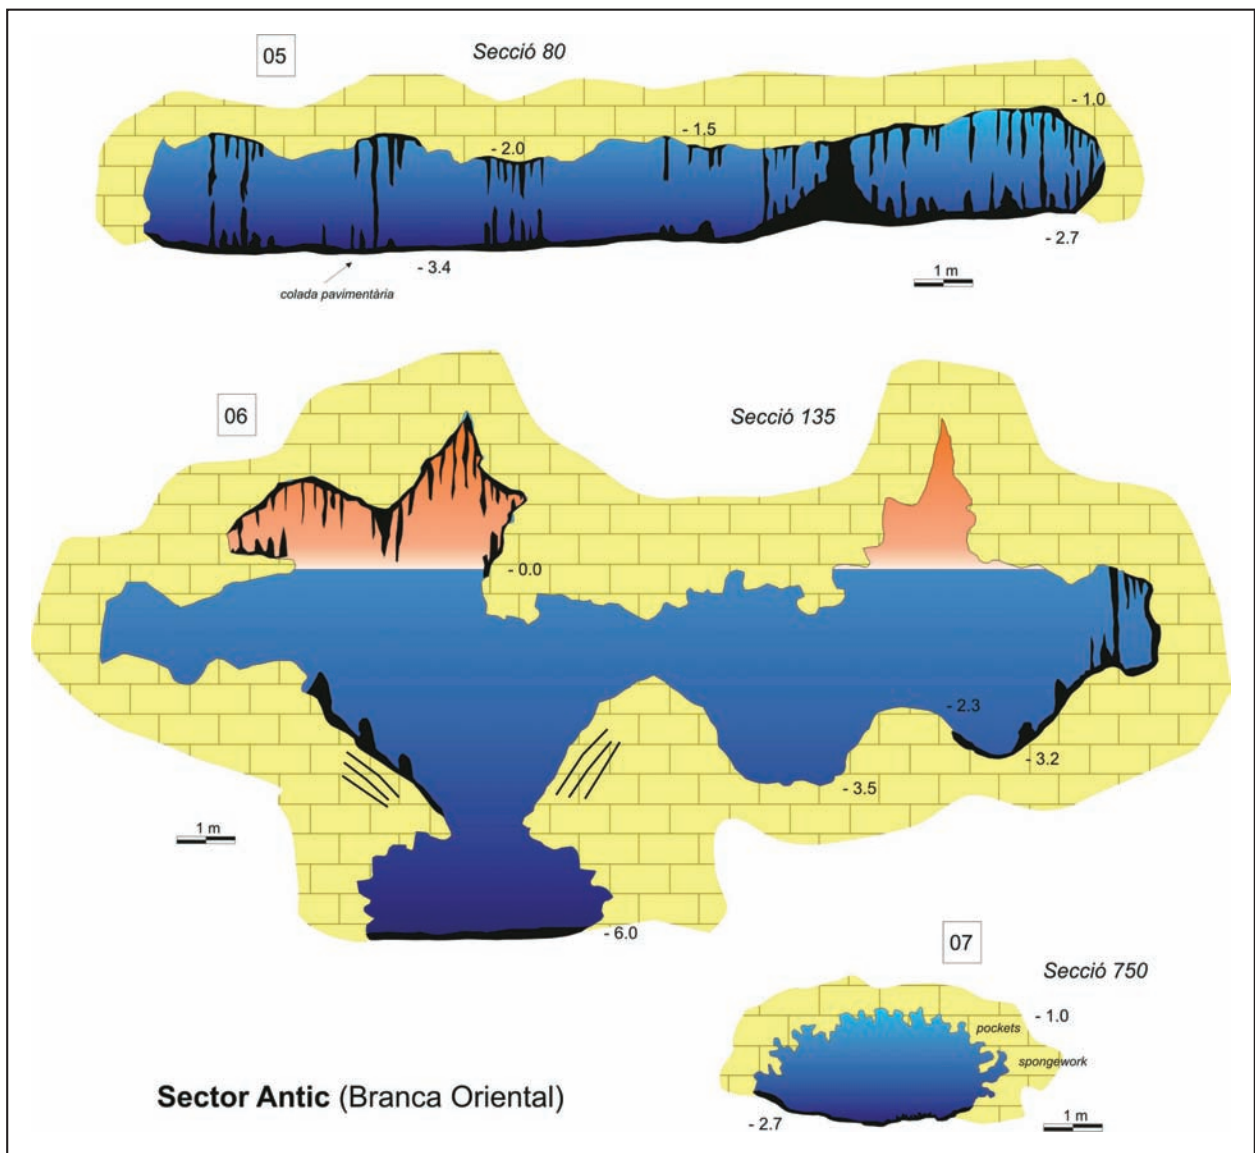 05
Secció 80
- 1.0
- 1.5
- 2.0
- 2.7
- 3.4
1 m
colada pavimentària
06
Secció 135
- 0.0
- 2.3
- 3.2
- 3.5
1 m
- 6.0
07
Secció 750
- 1.0
pockets
spongework
- 2.7
1 m
Sector Antic (Branca Oriental)